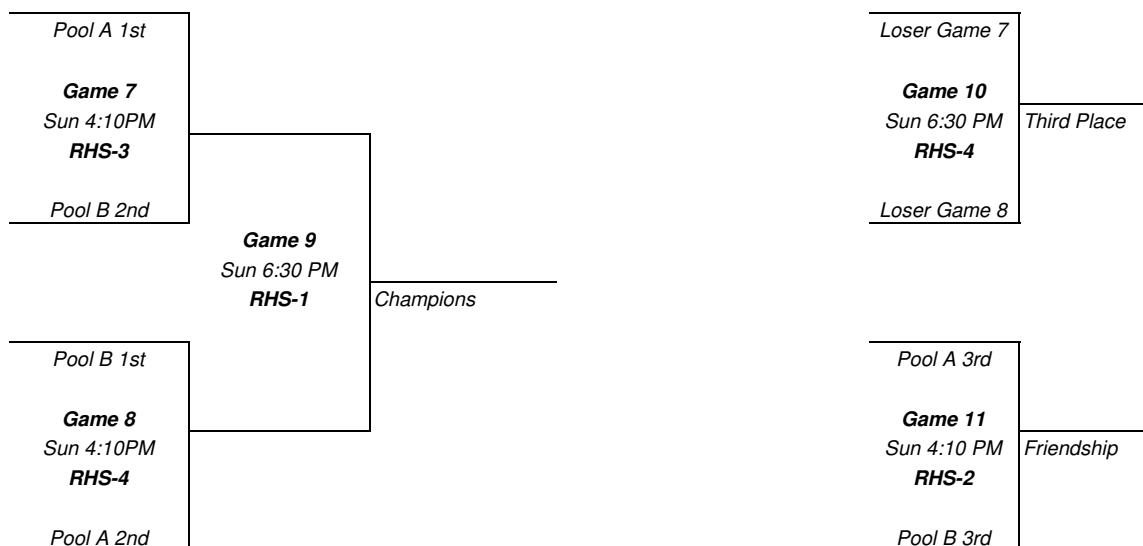 Pool A 1st
Game 7
Sun 4:10PM
RHS-3
Pool B 2nd
Game 9
Sun 6:30 PM
RHS-1
Champions
Pool B 1st
Game 8
Sun 4:10PM
RHS-4
Pool A 2nd
Loser Game 7
Game 10
Sun 6:30 PM
Third Place
RHS-4
Loser Game 8
Pool A 3rd
Game 11
Sun 4:10 PM
Friendship
RHS-2
Pool B 3rd